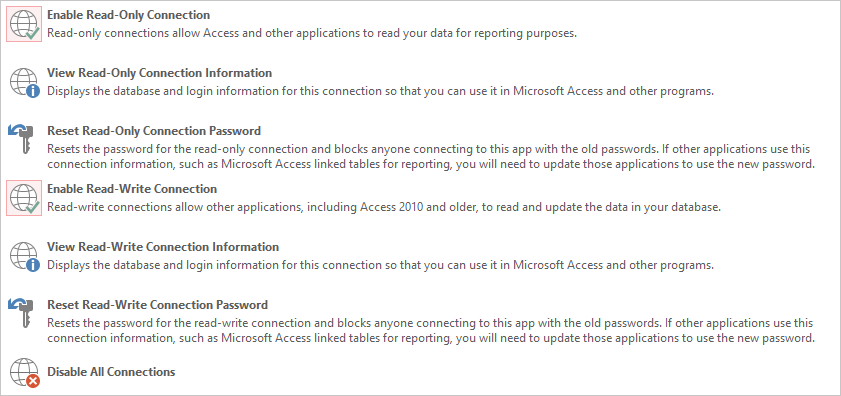 Enable Read-Only Connection
Read-only connections allow Access and other applications to read your data for reporting purposes.
View Read-Only Connection Information
Displays the database and login information for this connection so that you can use it in Microsoft Access and other programs.
Reset Read-Only Connection Password
Resets the password for the read-only connection and blocks anyone connecting to this app with the old passwords. If other applications use this
connection information, such as Microsoft Access linked tables for reporting, you will need to update those applications to use the new password.
Enable Read-Write Connection
Read-write connections allow other applications, including Access 2010 and older, to read and update the data in your database.
View Read-Write Connection Information
Displays the database and login information for this connection so that you can use it in Microsoft Access and other programs.
Reset Read-Write Connection Password
Resets the password for the read-write connection and blocks anyone connecting to this app with the old passwords. If other applications use this
connection information, such as Microsoft Access linked tables for reporting, you will need to update those applications to use the new password.
Disable All Connections